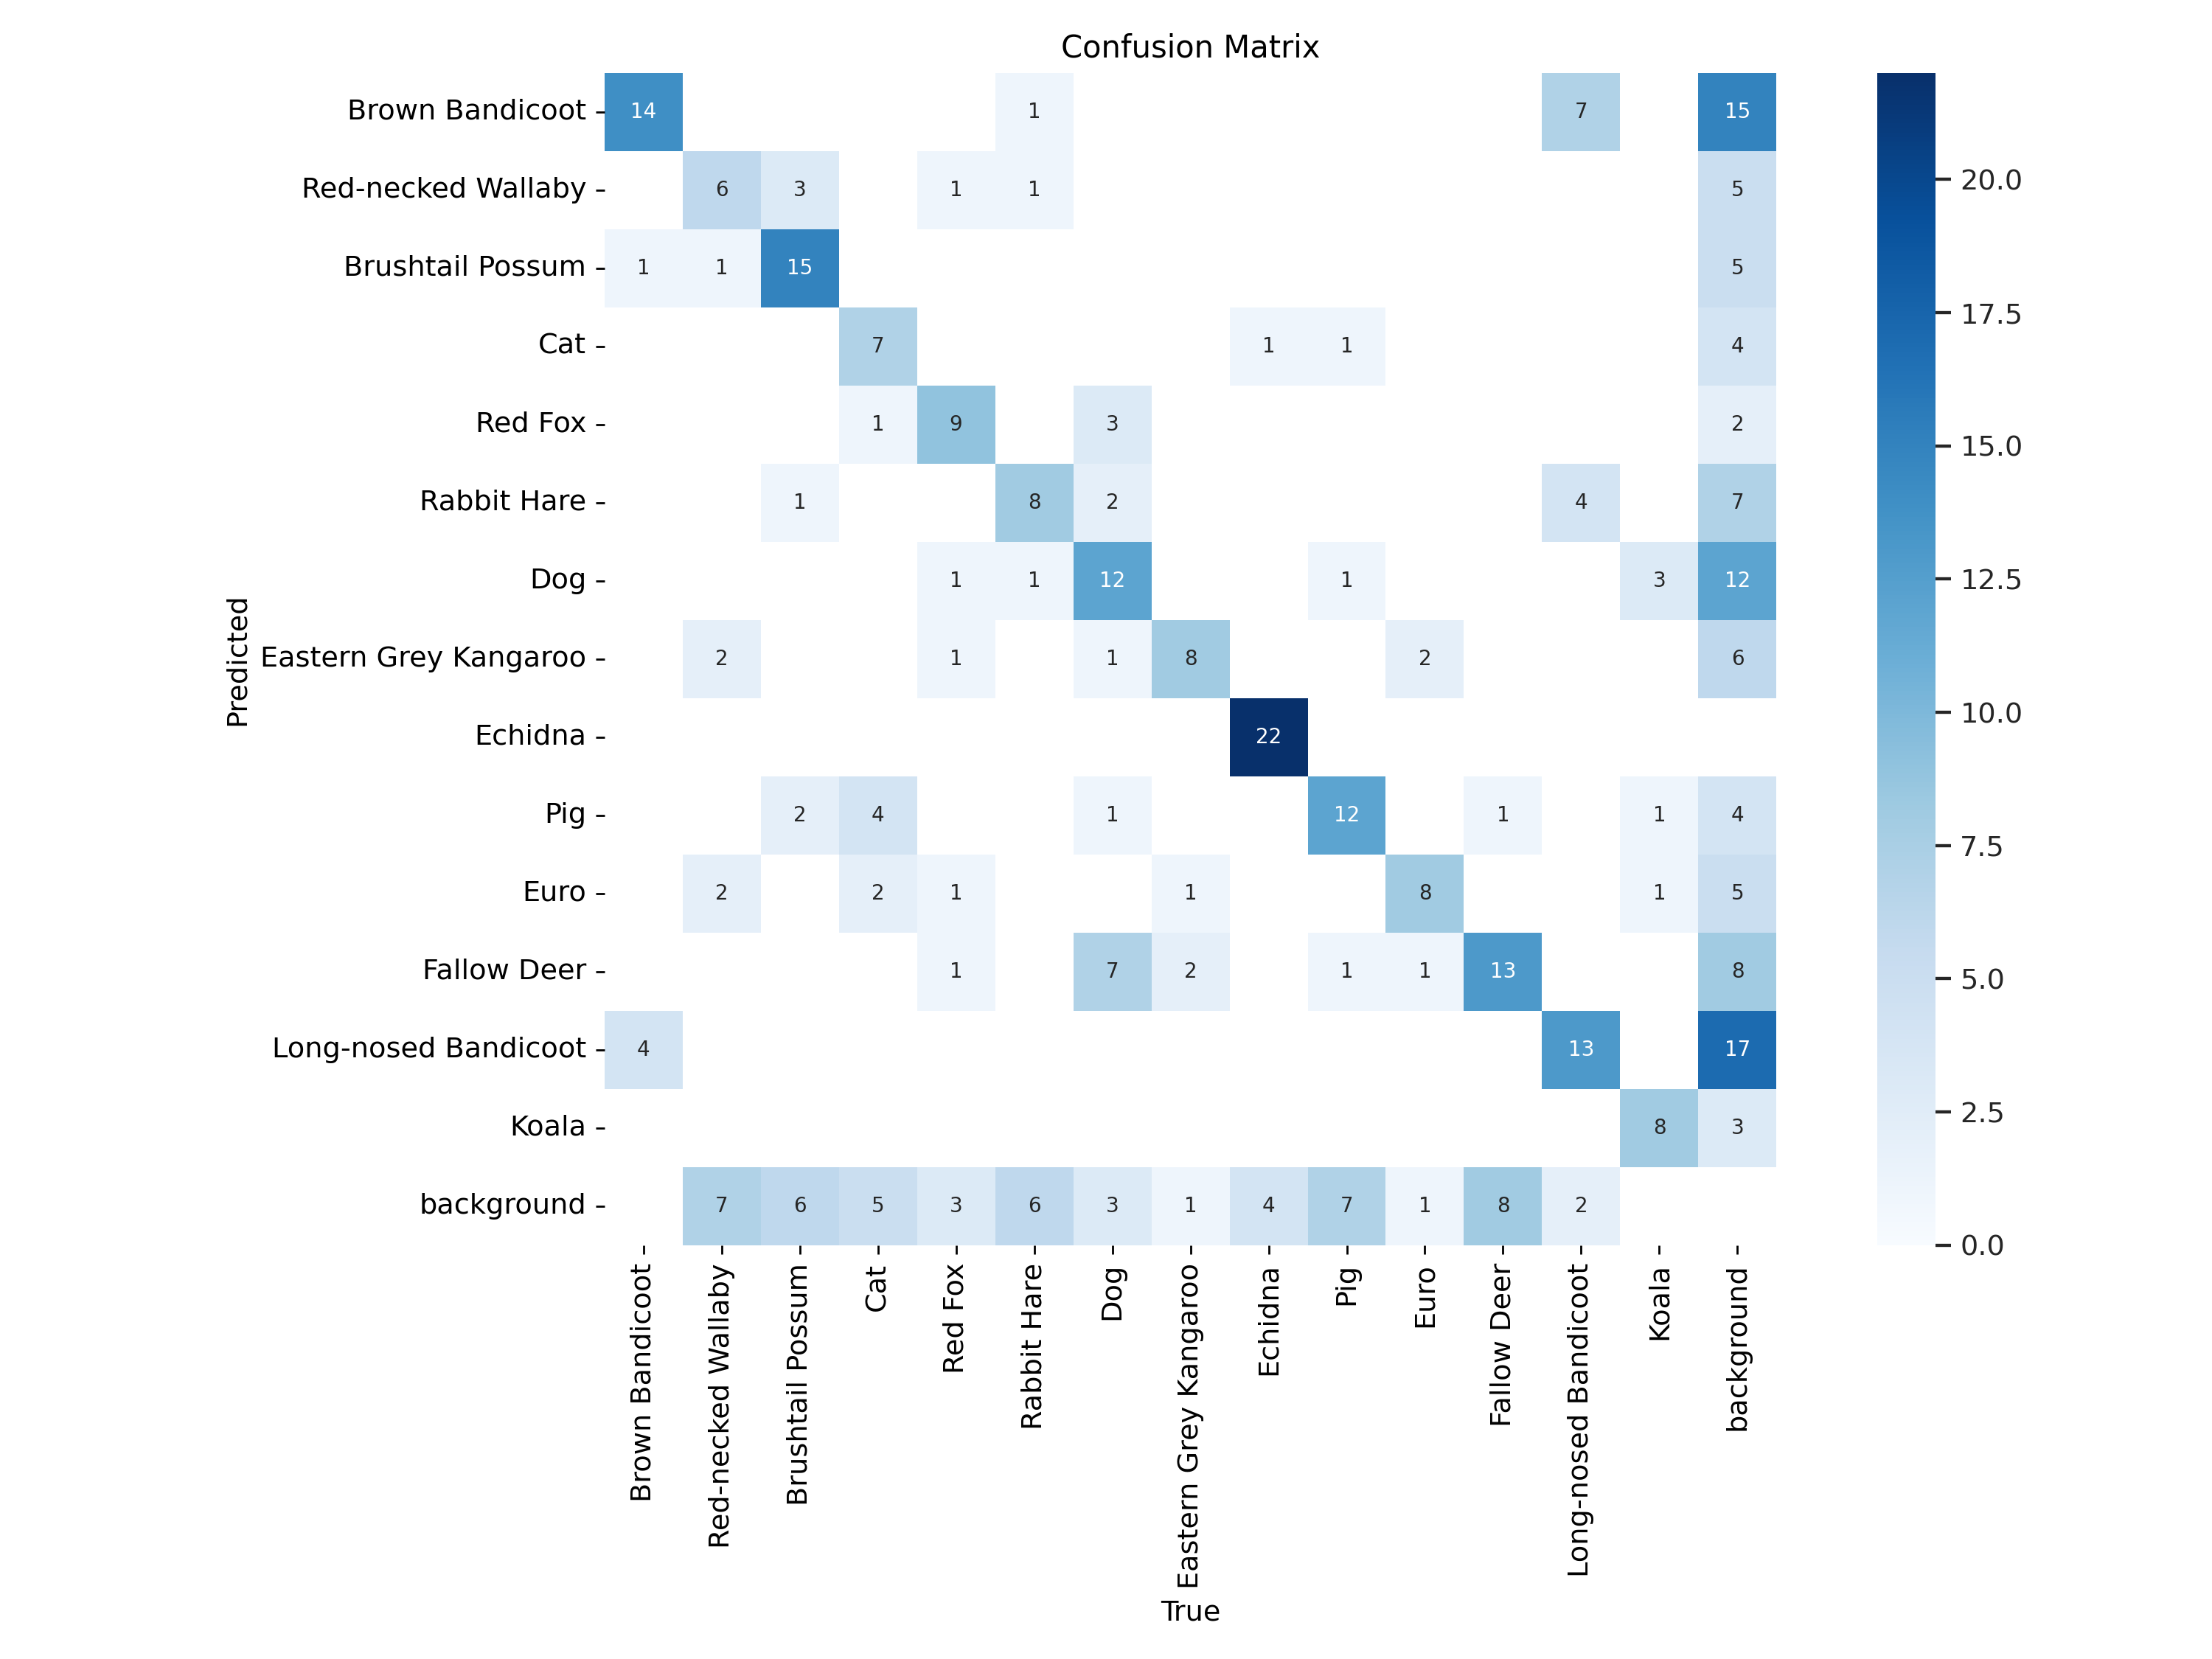 Confusion Matrix
Predicted
Brown Bandicoot 14 1 7 15
Red-necked Wallaby 6 3 1 1 5
Brushtail Possum 1 1 15 5
Cat 7 1 1 4
Red Fox 1 9 3 2
Rabbit Hare 1 8 2 4 7
Dog 1 1 12 1 3 12
Eastern Grey Kangaroo 2 1 1 8 2 6
Echidna 22
Pig 2 4 1 12 1 1 4
Euro 2 2 1 1 8 1 5
Fallow Deer 1 7 2 1 1 13 8
Long-nosed Bandicoot 4 13 17
Koala 8 3
background 7 6 5 3 6 3 1 4 7 1 8 2
Brown Bandicoot
Red-necked Wallaby
Brushtail Possum
Cat
Red Fox
Rabbit Hare
Dog
Eastern Grey Kangaroo
Echidna
Pig
Euro
Fallow Deer
Long-nosed Bandicoot
Koala
background
True
20.0
17.5
15.0
12.5
10.0
7.5
5.0
2.5
0.0